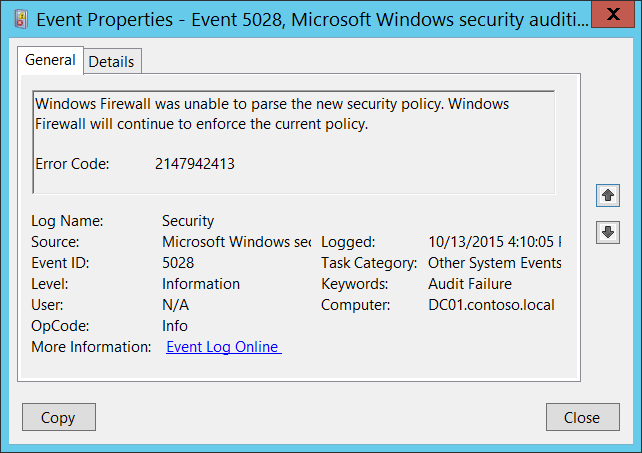 Event Properties - Event 5028, Microsoft Windows security auditi...
X
General Details
Windows Firewall was unable to parse the new security policy. Windows
Firewall will continue to enforce the current policy.
Error Code: 2147942413
Log Name: Security
Source: Microsoft Windows sec Logged: 10/13/2015 4:10:05
Event ID: 5028 Task Category: Other System Events
Level: Information Keywords: Audit Failure
User: N/A Computer: DC01.contoso.local
OpCode: Info
More Information: Event Log Online
Copy Close